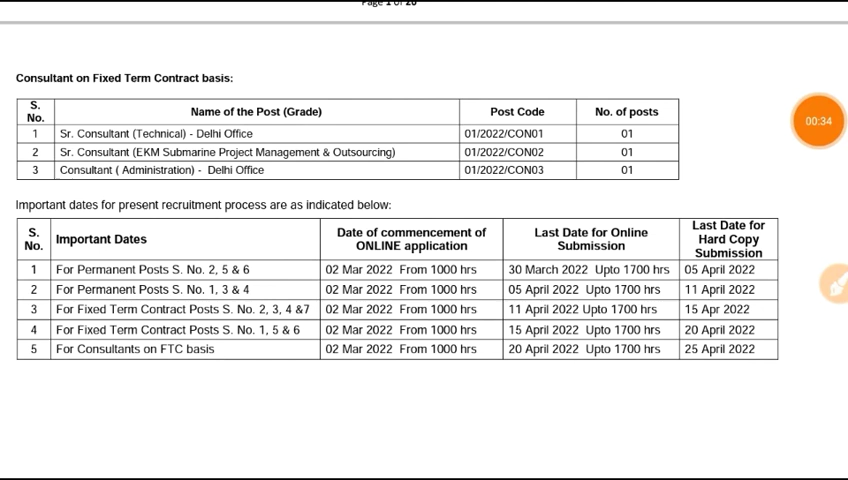 Page 1 of 20
Consultant on Fixed Term Contract basis:
S. No. Name of the Post (Grade) Post Code No. of posts
1 Sr. Consultant (Technical) - Delhi Office 01/2022/CON01 01
2 Sr. Consultant (EKM Submarine Project Management & Outsourcing) 01/2022/CON02 01
3 Consultant ( Administration) - Delhi Office 01/2022/CON03 01
Important dates for present recruitment process are as indicated below:
S. No. Important Dates Date of commencement of ONLINE application Last Date for Online Submission Last Date for Hard Copy Submission
1 For Permanent Posts S. No. 2, 5 & 6 02 Mar 2022 From 1000 hrs 30 March 2022 Upto 1700 hrs 05 April 2022
2 For Permanent Posts S. No. 1, 3 & 4 02 Mar 2022 From 1000 hrs 05 April 2022 Upto 1700 hrs 11 April 2022
3 For Fixed Term Contract Posts S. No. 2, 3, 4 &7 02 Mar 2022 From 1000 hrs 11 April 2022 Upto 1700 hrs 15 Apr 2022
4 For Fixed Term Contract Posts S. No. 1, 5 & 6 02 Mar 2022 From 1000 hrs 15 April 2022 Upto 1700 hrs 20 April 2022
5 For Consultants on FTC basis 02 Mar 2022 From 1000 hrs 20 April 2022 Upto 1700 hrs 25 April 2022
00:34